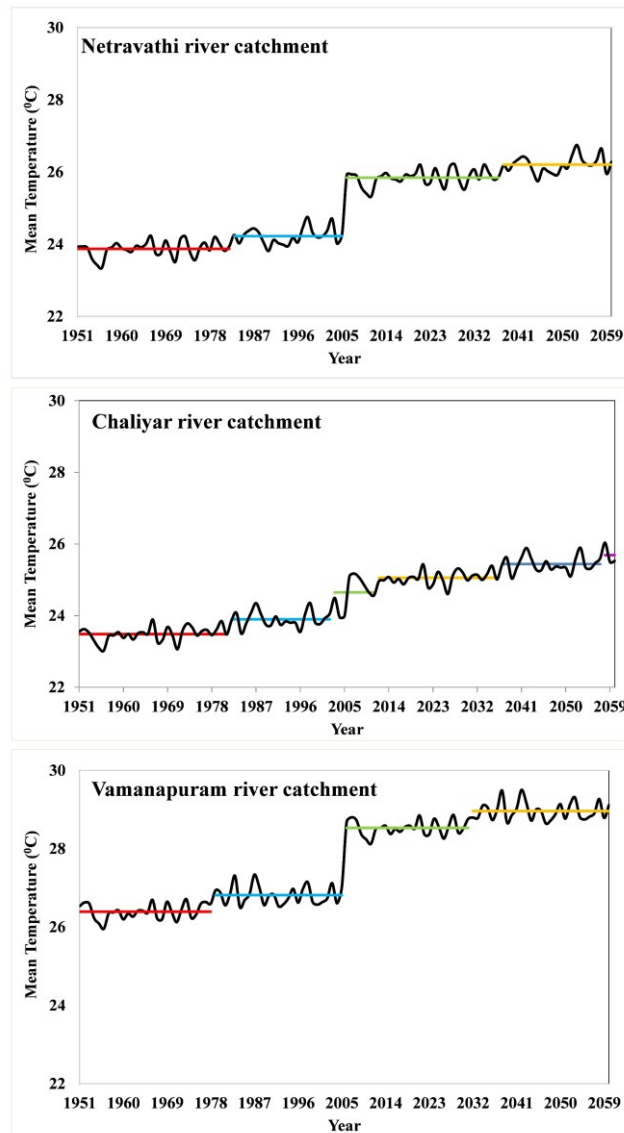 Netravathi river catchment
Mean Temperature (⁰C)
30
28
26
24
22
1951 1960 1969 1978 1987 1996 2005 2014 2023 2032 2041 2050 2059
Year
Chaliyar river catchment
Mean Temperature (⁰C)
30
28
26
24
22
1951 1960 1969 1978 1987 1996 2005 2014 2023 2032 2041 2050 2059
Year
Vamanapuram river catchment
Mean Temperature (⁰C)
30
28
26
24
22
1951 1960 1969 1978 1987 1996 2005 2014 2023 2032 2041 2050 2059
Year